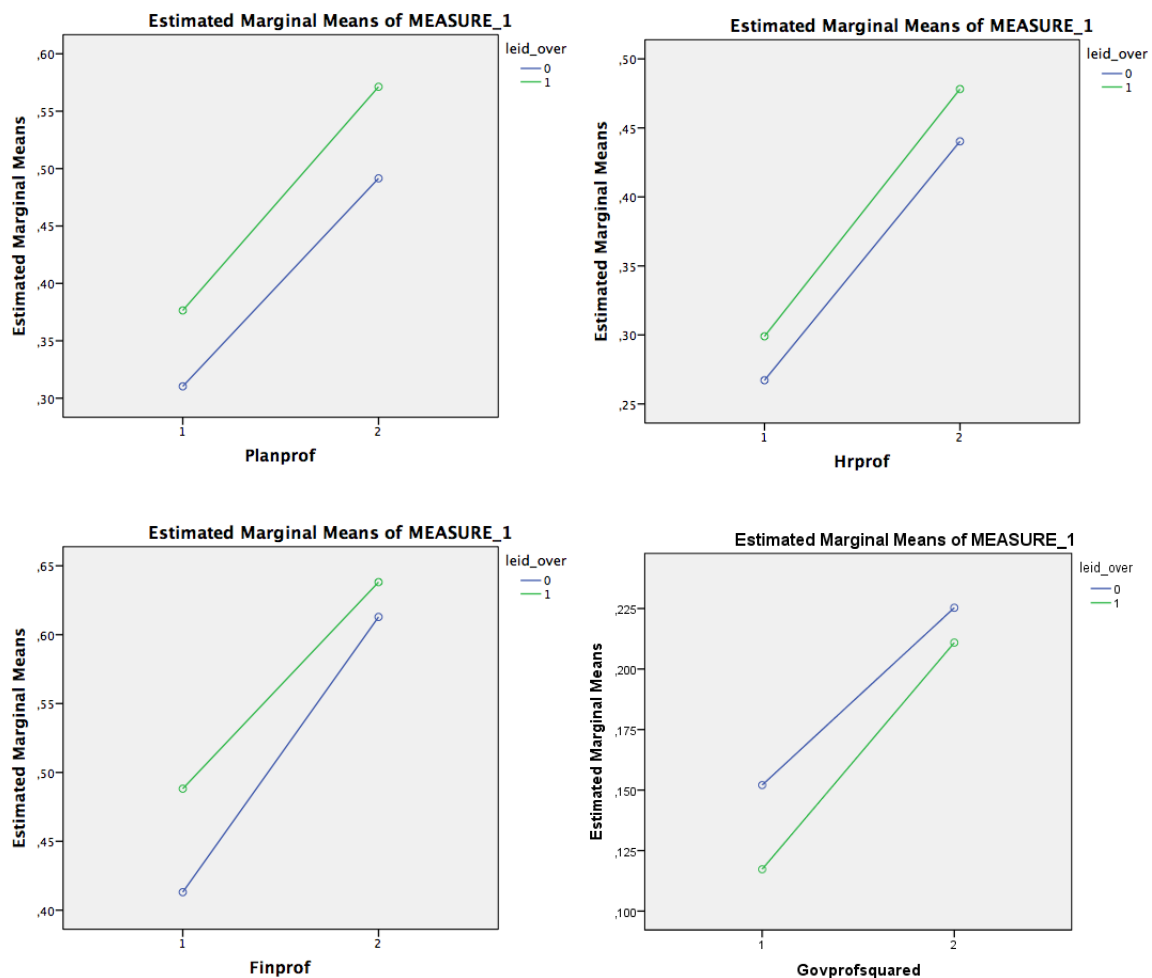 Estimated Marginal Means of MEASURE_1
leid_over
0
1
Estimated Marginal Means
,60
,55
,50
,45
,40
,35
,30
1 2
Planprof
Estimated Marginal Means of MEASURE_1
leid_over
0
1
Estimated Marginal Means
,50
,45
,40
,35
,30
,25
1 2
Hrprof
Estimated Marginal Means of MEASURE_1
leid_over
0
1
Estimated Marginal Means
,65
,60
,55
,50
,45
,40
1 2
Finprof
Estimated Marginal Means of MEASURE_1
leid_over
0
1
Estimated Marginal Means
,225
,200
,175
,150
,125
,100
1 2
Govprofsquared